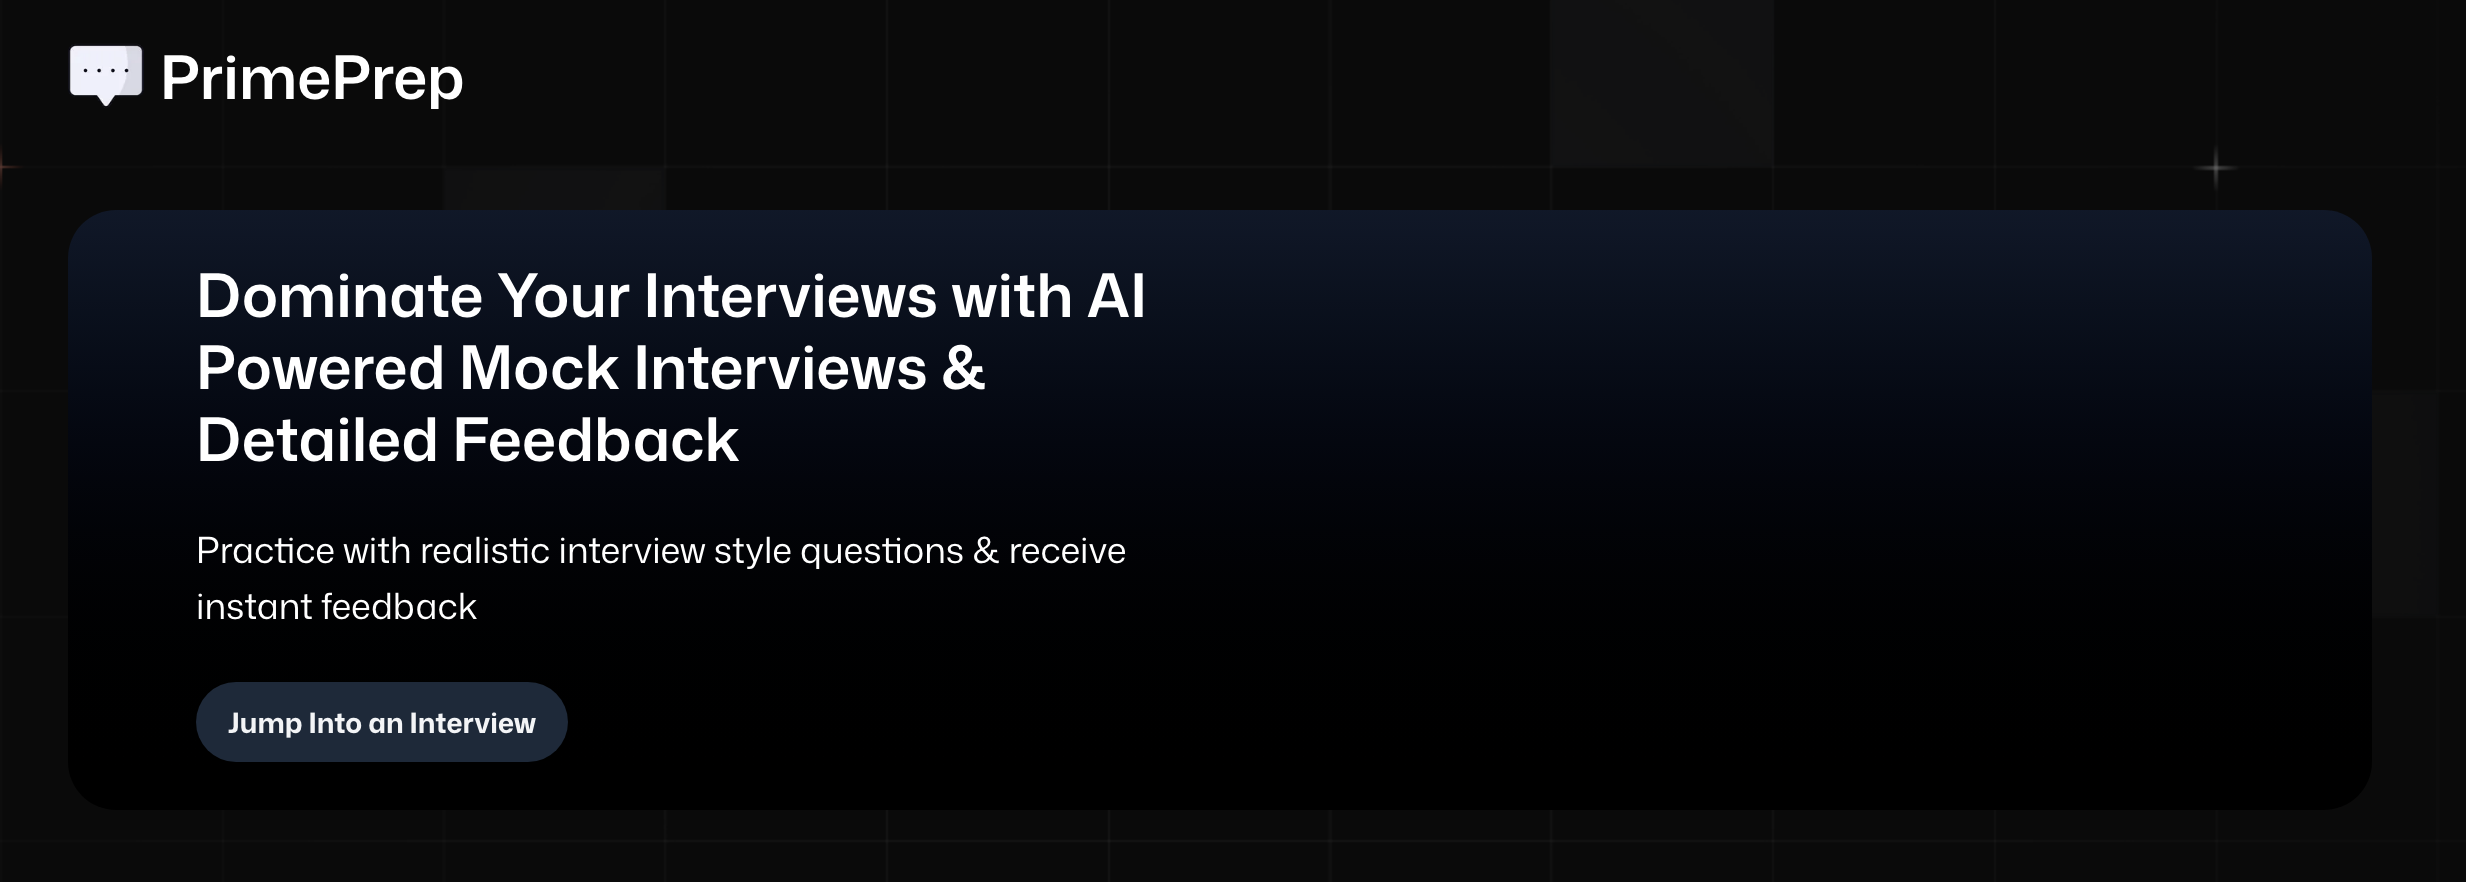 PrimePrep
Dominate Your Interviews with AI
Powered Mock Interviews &
Detailed Feedback
Practice with realistic interview style questions & receive
instant feedback
Jump Into an Interview